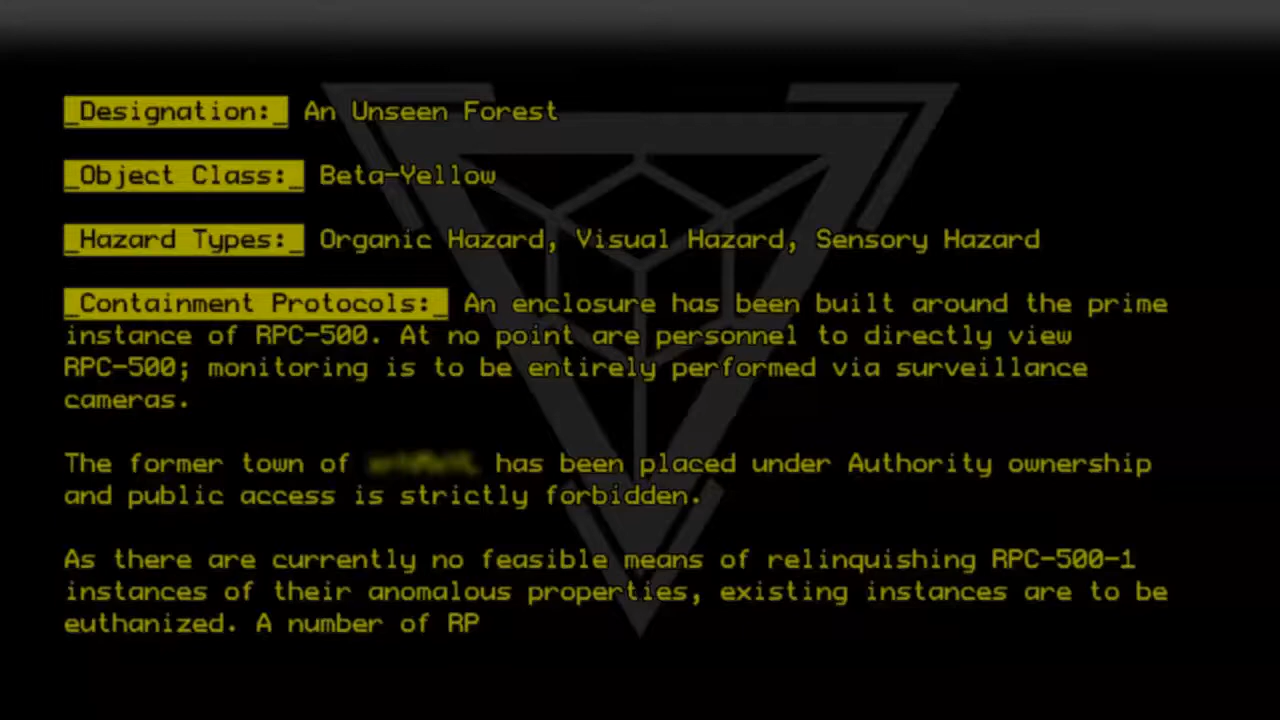 _Designation:_ An Unseen Forest
_Object Class:_ Beta-Yellow
_Hazard Types:_ Organic Hazard, Visual Hazard, Sensory Hazard
_Containment Protocols:_ An enclosure has been built around the prime
instance of RPC-500. At no point are personnel to directly view
RPC-500; monitoring is to be entirely performed via surveillance
cameras.
The former town of has been placed under Authority ownership
and public access is strictly forbidden.
As there are currently no feasible means of relinquishing RPC-500-1
instances of their anomalous properties, existing instances are to be
euthanized. A number of RP